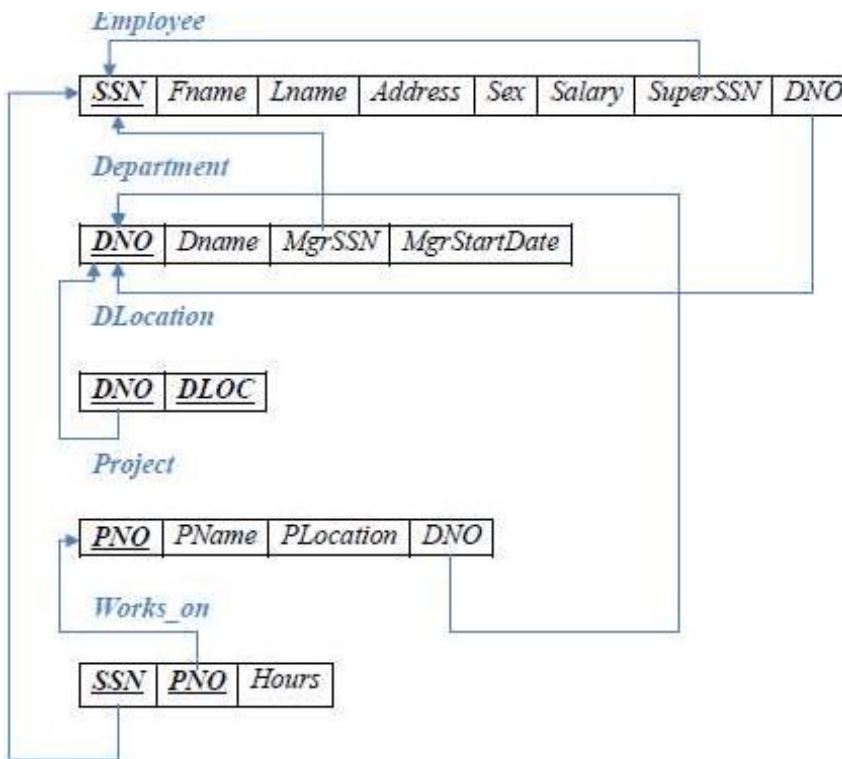 Employee
SSN Fname Lname Address Sex Salary SuperSSN DNO
Department
DNO Dname MgrSSN MgrStartDate
DLocation
DNO DLOC
Project
PNO PName PLocation DNO
Works_on
SSN PNO Hours